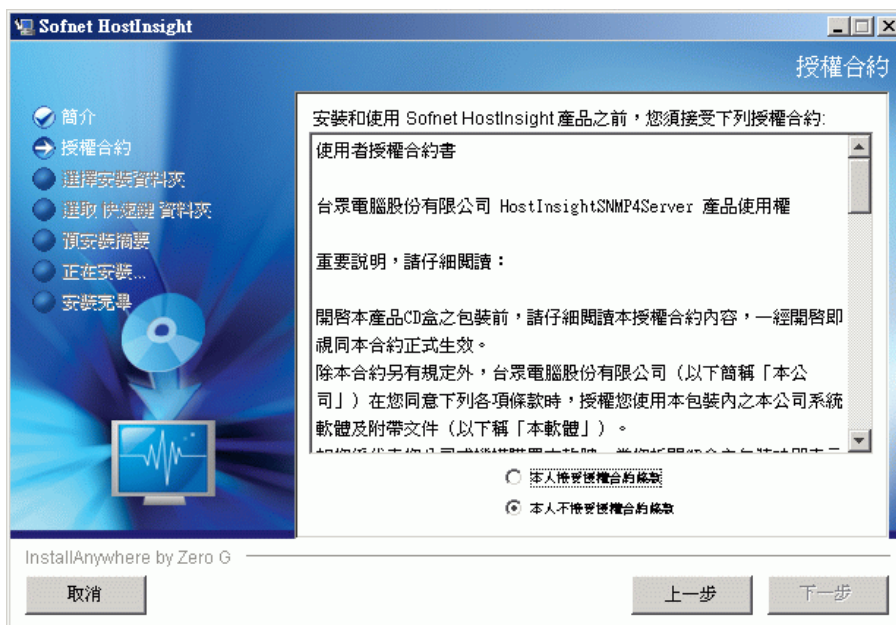 Sofnet HostInsight
授權合約
簡介
授權合約
選擇安裝資料夾
選取 快速鍵 資料夾
預安裝摘要
正在安裝...
安裝完畢
安裝和使用 Sofnet HostInsight 產品之前，您須接受下列授權合約:
使用者授權合約書
台眾電腦股份有限公司 HostInsightSNMP4Server 產品使用權
重要說明，請仔細閱讀：
開啓本產品CD盒之包裝前，請仔細閱讀本授權合約內容，一經開啓即
視同本合約正式生效。
除本合約另有規定外，台眾電腦股份有限公司（以下簡稱「本公
司」）在您同意下列各項條款時，授權您使用本包裝內之本公司系統
軟體及附帶文件（以下稱「本軟體」）。
本人接受授權合約條款
本人不接受授權合約條款
InstallAnywhere by Zero G
取消
上一步
下一步